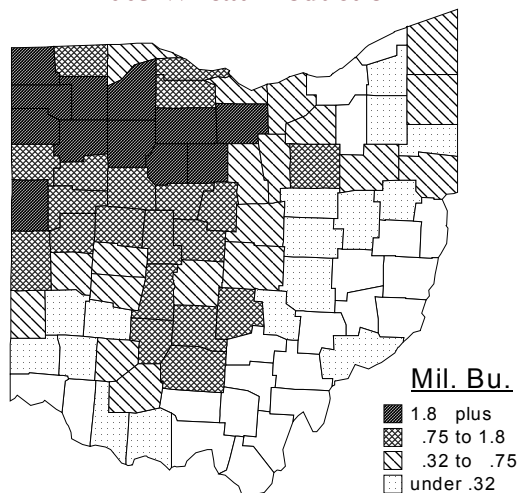 Mil. Bu.
1.8 plus
.75 to 1.8
.32 to .75
under .32